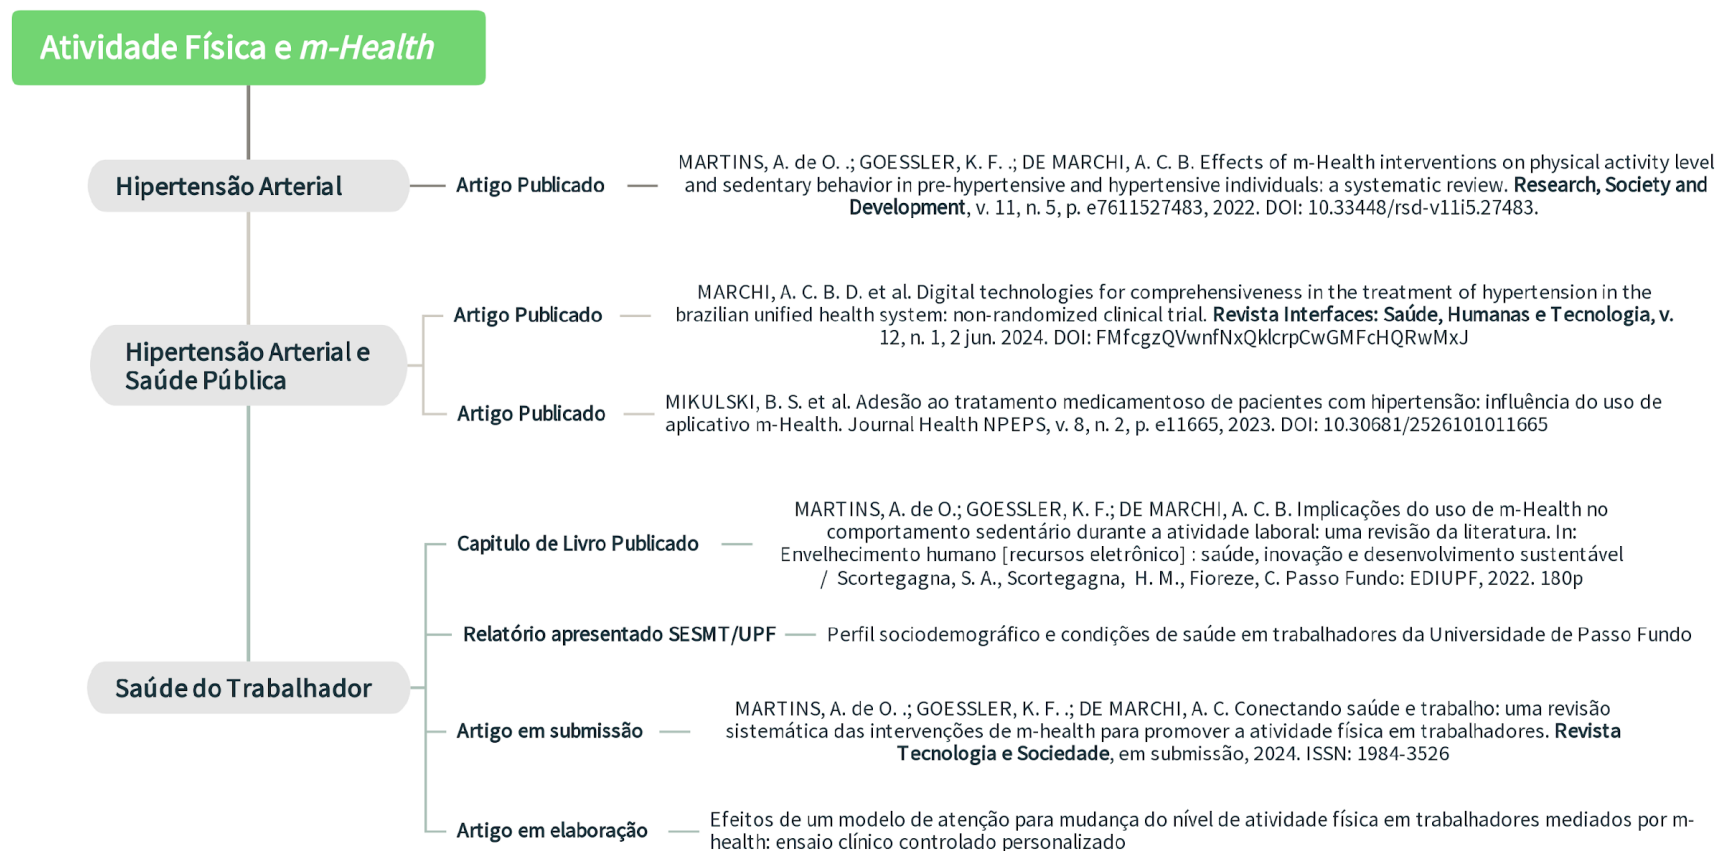 Atividade Física e m-Health
Hipertensão Arterial
Artigo Publicado
MARTINS, A. de O. .; GOESSLER, K. F. .; DE MARCHI, A. C. B. Effects of m-Health interventions on physical activity level
and sedentary behavior in pre-hypertensive and hypertensive individuals: a systematic review. Research, Society and
Development, v. 11, n. 5, p. e7611527483, 2022. DOI: 10.33448/rsd-v11i5.27483.
Hipertensão Arterial e
Saúde Pública
Artigo Publicado
MARCHI, A. C. B. D. et al. Digital technologies for comprehensiveness in the treatment of hypertension in the
brazilian unified health system: non-randomized clinical trial. Revista Interfaces: Saúde, Humanas e Tecnologia, v.
12, n. 1, 2 jun. 2024. DOI: FMfcgzQVwnfNxQklcrpCwGMFcHQRwMxJ
Artigo Publicado
MIKULSKI, B. S. et al. Adesão ao tratamento medicamentoso de pacientes com hipertensão: influência do uso de
aplicativo m-Health. Journal Health NPEPS, v. 8, n. 2, p. e11665, 2023. DOI: 10.30681/2526101011665
Saúde do Trabalhador
Capitulo de Livro Publicado
MARTINS, A. de O.; GOESSLER, K. F.; DE MARCHI, A. C. B. Implicações do uso de m-Health no
comportamento sedentário durante a atividade laboral: uma revisão da literatura. In:
Envelhecimento humano [recursos eletrônico] : saúde, inovação e desenvolvimento sustentável
/ Scortegagna, S. A., Scortegagna, H. M., Fioreze, C. Passo Fundo: EDIUPF, 2022. 180p
Relatório apresentado SESMT/UPF
Perfil sociodemográfico e condições de saúde em trabalhadores da Universidade de Passo Fundo
Artigo em submissão
MARTINS, A. de O. .; GOESSLER, K. F. .; DE MARCHI, A. C. Conectando saúde e trabalho: uma revisão
sistemática das intervenções de m-health para promover a atividade física em trabalhadores. Revista
Tecnologia e Sociedade, em submissão, 2024. ISSN: 1984-3526
Artigo em elaboração
Efeitos de um modelo de atenção para mudança do nível de atividade física em trabalhadores mediados por m-
health: ensaio clínico controlado personalizado